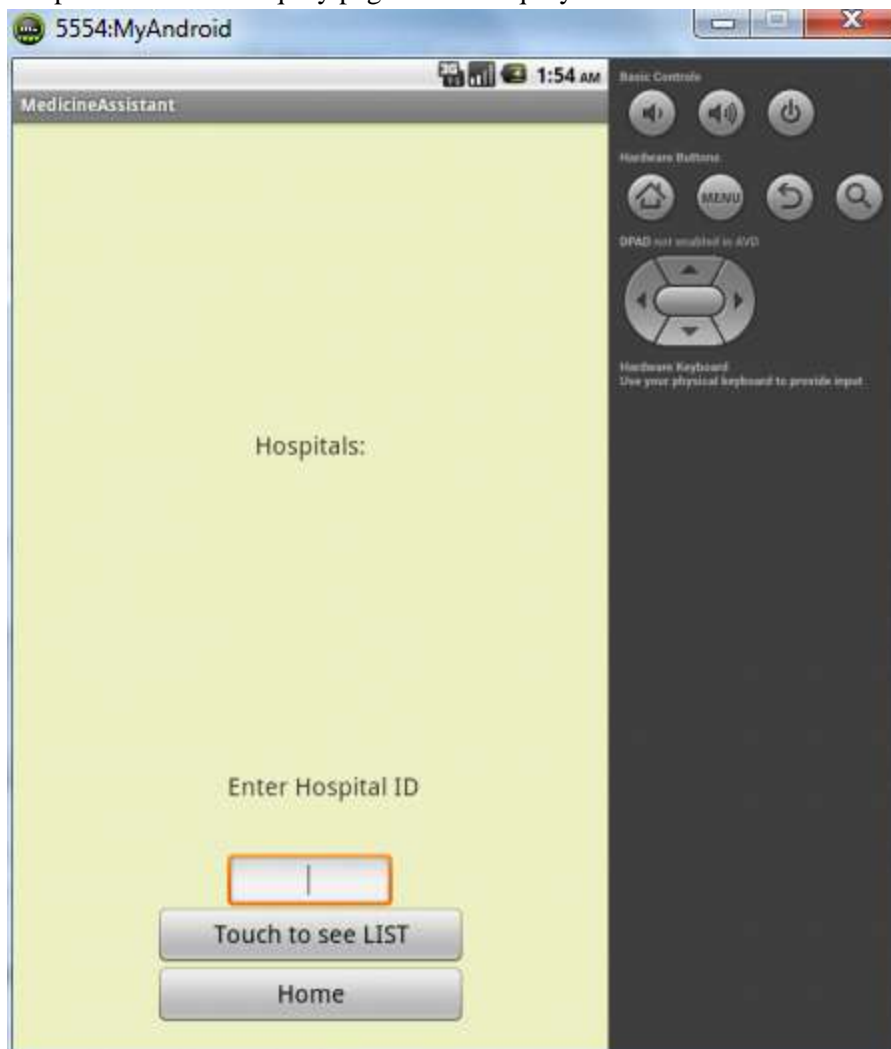 5554:MyAndroid
3G
1:54 AM
MedicineAssistant
Basic Controls
Hardware Buttons
MENU
DPAD not enabled in AVD
Hardware Keyboard
Use your physical keyboard to provide input
Hospitals:
Enter Hospital ID
Touch to see LIST
Home